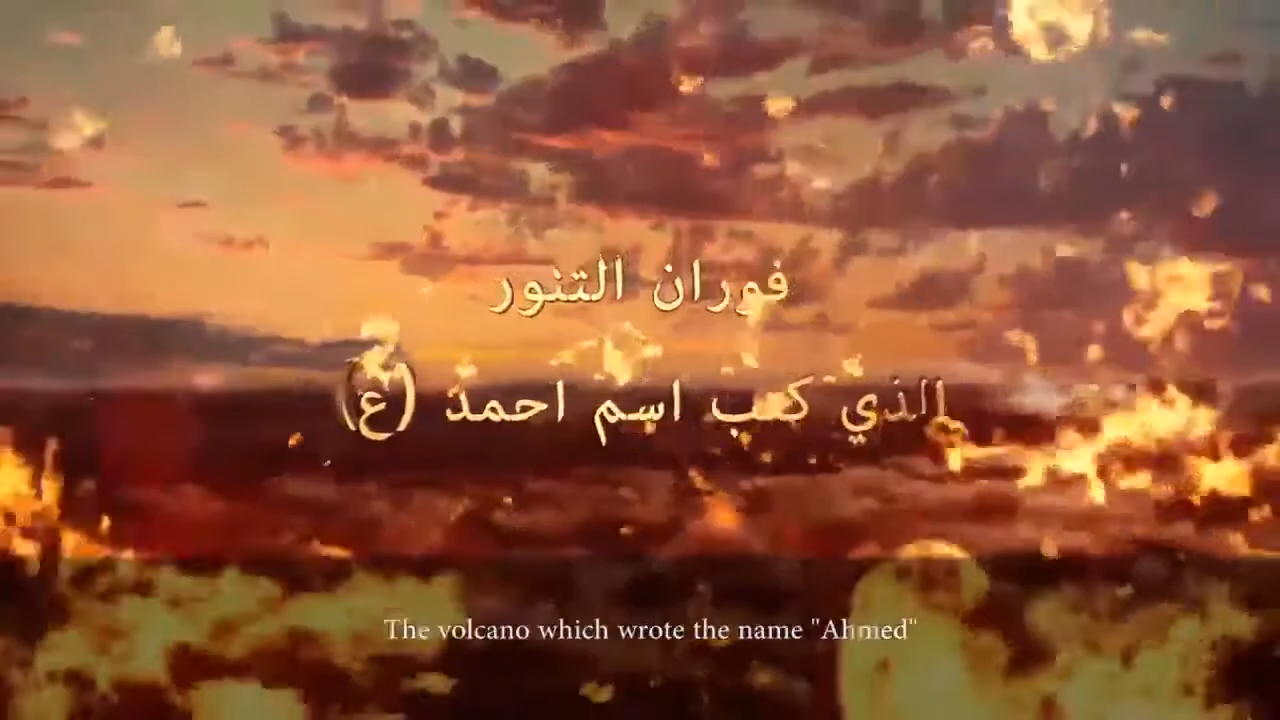 فوران التنور
الذي كتب اسم احمد (ع)
The volcano which wrote the name "Ahmed"